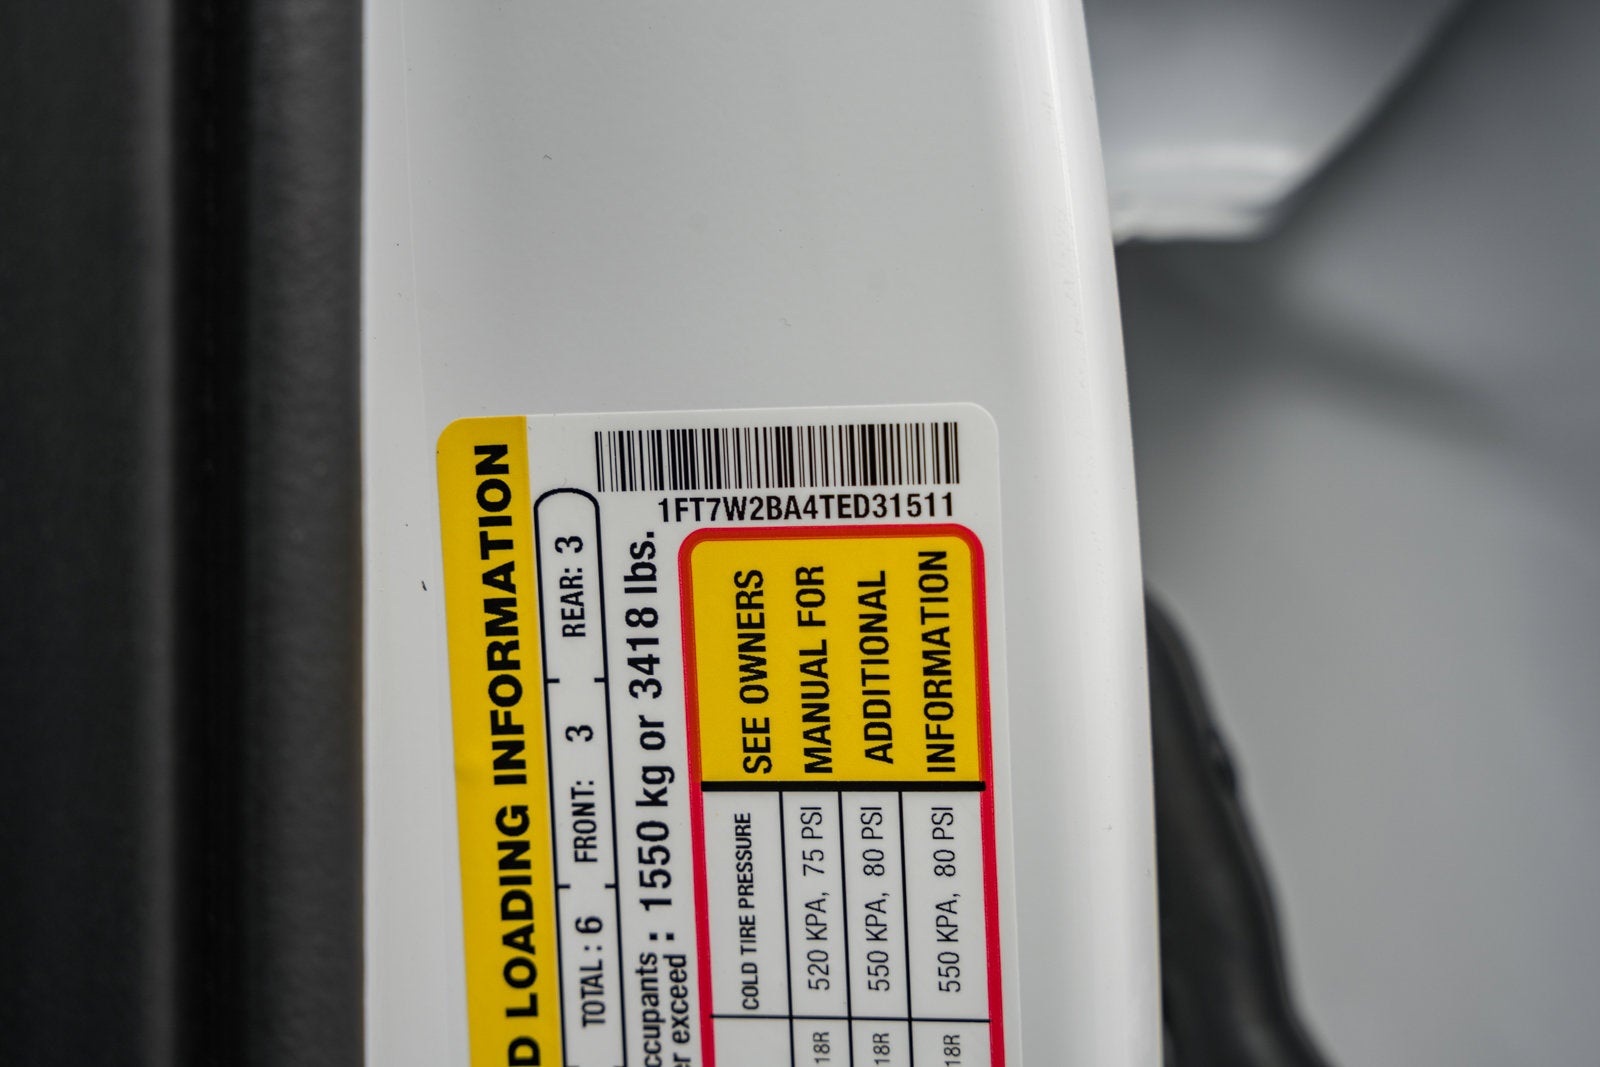 1FT7W2BA4TED31511
D LOADING INFORMATION
TOTAL : 6 FRONT: 3 REAR: 3
ccupants : 1550 kg or 3418 lbs.
r exceed
COLD TIRE PRESSURE
18R 520 KPA, 75 PSI
18R 550 KPA, 80 PSI
18R 550 KPA, 80 PSI
SEE OWNERS
MANUAL FOR
ADDITIONAL
INFORMATION